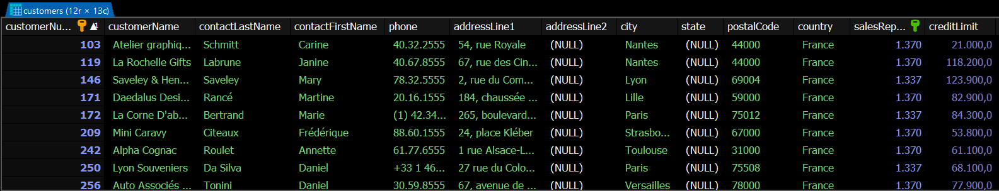 customers (12r × 13c)
customerNu... 1 customerName contactLastName contactFirstName phone addressLine1 addressLine2 city state postalCode country salesRep... creditLimit
103 Atelier graphiq... Schmitt Carine 40.32.2555 54, rue Royale (NULL) Nantes (NULL) 44000 France 1.370 21.000,0
119 La Rochelle Gifts Labrune Janine 40.67.8555 67, rue des Cin... (NULL) Nantes (NULL) 44000 France 1.370 118.200,0
146 Saveley & Hen... Saveley Mary 78.32.5555 2, rue du Com... (NULL) Lyon (NULL) 69004 France 1.337 123.900,0
171 Daedalus Desi... Rancé Martine 20.16.1555 184, chaussée ... (NULL) Lille (NULL) 59000 France 1.370 82.900,0
172 La Corne D'ab... Bertrand Marie (1) 42.34... 265, boulevard... (NULL) Paris (NULL) 75012 France 1.337 84.300,0
209 Mini Caravy Citeaux Frédérique 88.60.1555 24, place Kléber (NULL) Strasbo... (NULL) 67000 France 1.370 53.800,0
242 Alpha Cognac Roulet Annette 61.77.6555 1 rue Alsace-L... (NULL) Toulouse (NULL) 31000 France 1.370 61.100,0
250 Lyon Souveniers Da Silva Daniel +33 1 46... 27 rue du Colo... (NULL) Paris (NULL) 75508 France 1.337 68.100,0
256 Auto Associés ... Tonini Daniel 30.59.8555 67, avenue de ... (NULL) Versailles (NULL) 78000 France 1.370 77.900,0